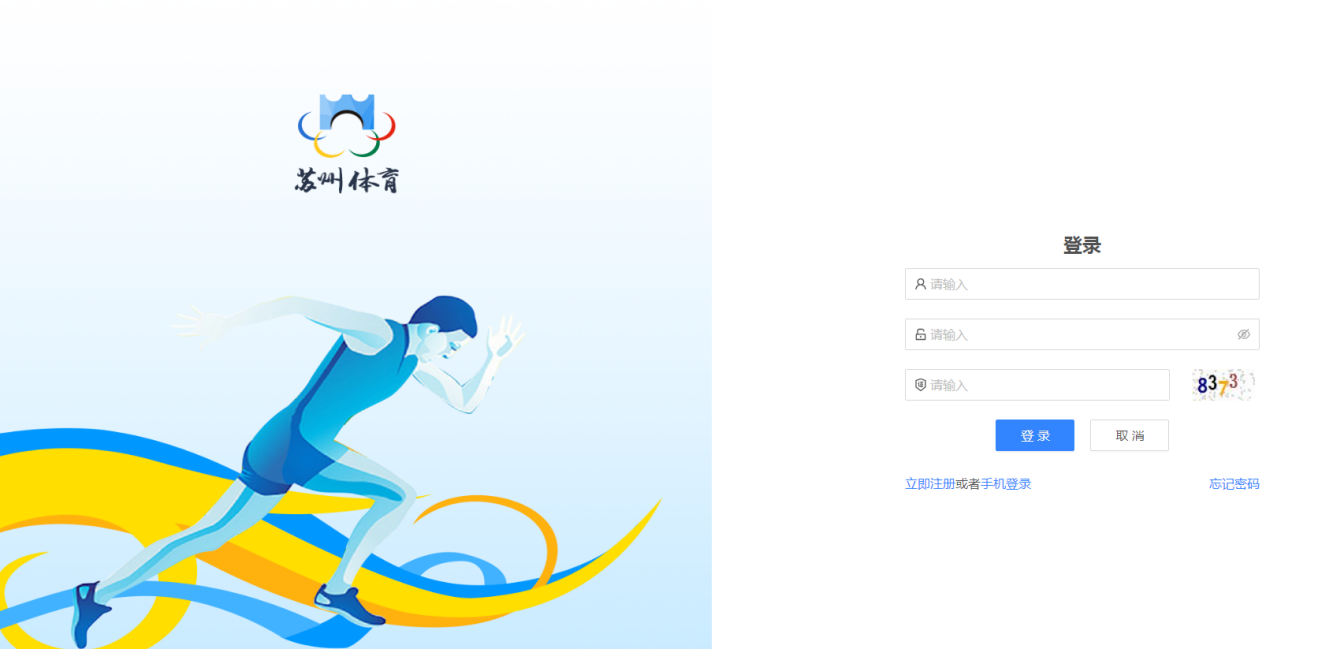 苏州体育
登录
请输入
请输入
请输入
8373
登 录
取 消
立即注册或者手机登录
忘记密码